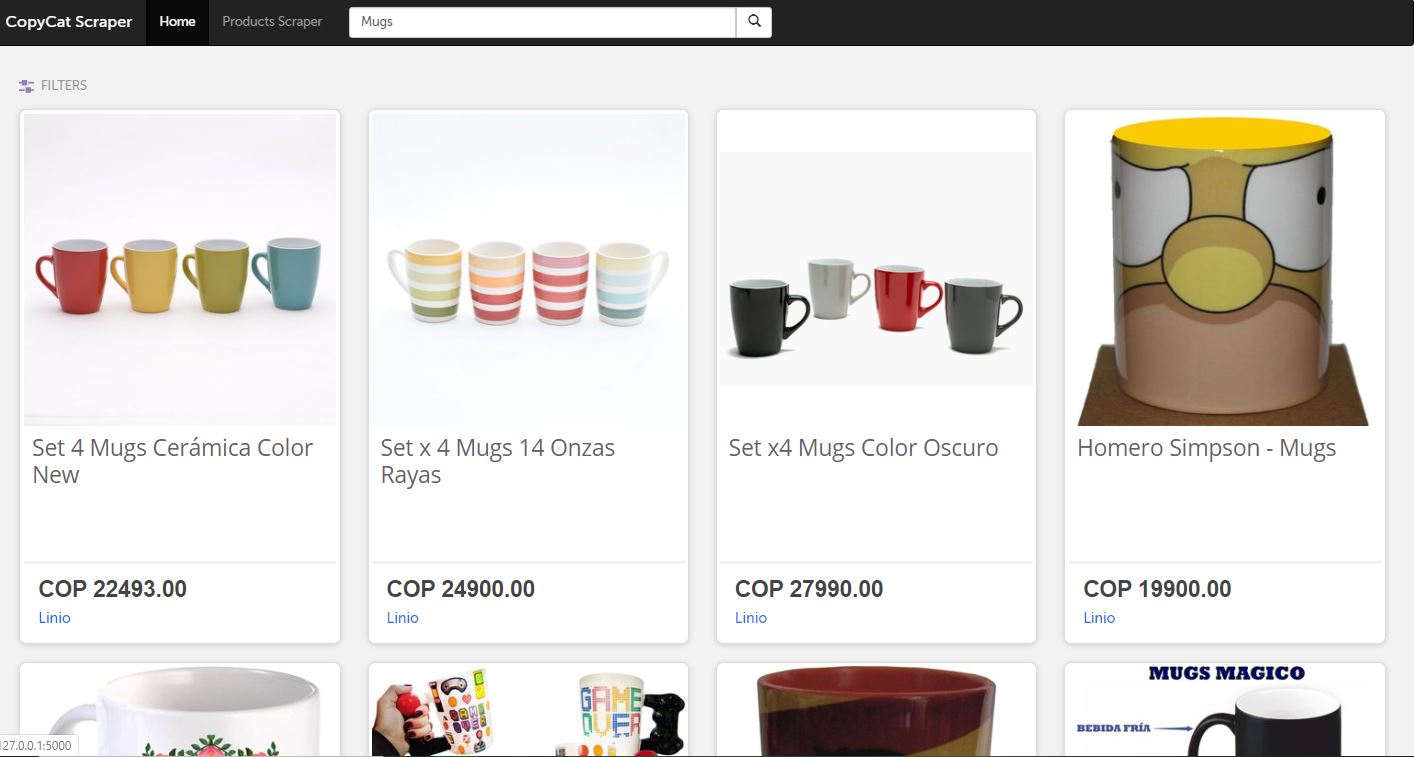 CopyCat Scraper Home Products Scraper Mugs
FILTERS
Set 4 Mugs Cerámica Color
New
COP 22493.00
Linio
Set x 4 Mugs 14 Onzas
Rayas
COP 24900.00
Linio
Set x4 Mugs Color Oscuro
COP 27990.00
Linio
Homero Simpson - Mugs
COP 19900.00
Linio
GAME
OVER
MUGS MAGICO
BEBIDA FRÍA
127.0.0.1:5000